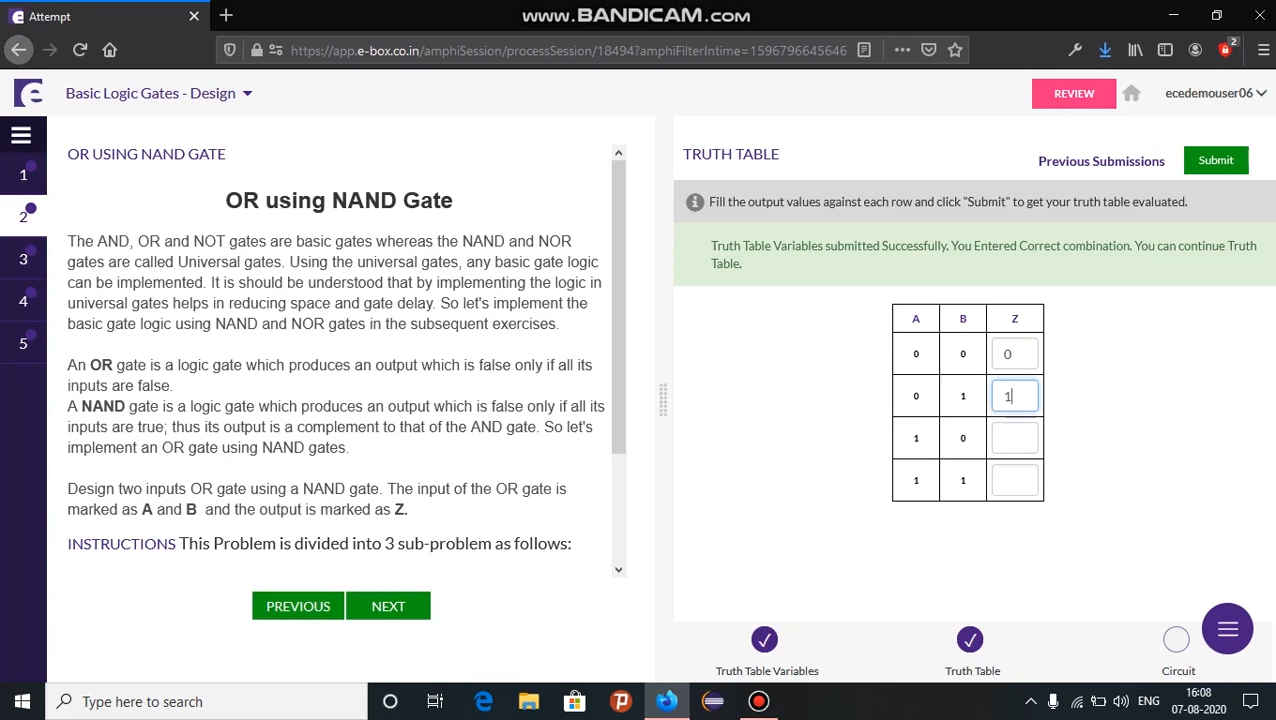 Attempt
www.BANDICAM.com
https://app.e-box.co.in/amphiSession/processSession/18494?amphiFilterIntime=1596796645646
2
Basic Logic Gates - Design
REVIEW
ecedemouser06
1
2
3
4
5
OR USING NAND GATE
OR using NAND Gate
The AND, OR and NOT gates are basic gates whereas the NAND and NOR
gates are called Universal gates. Using the universal gates, any basic gate logic
can be implemented. It is should be understood that by implementing the logic in
universal gates helps in reducing space and gate delay. So let's implement the
basic gate logic using NAND and NOR gates in the subsequent exercises.
An OR gate is a logic gate which produces an output which is false only if all its
inputs are false.
A NAND gate is a logic gate which produces an output which is false only if all its
inputs are true; thus its output is a complement to that of the AND gate. So let's
implement an OR gate using NAND gates.
Design two inputs OR gate using a NAND gate. The input of the OR gate is
marked as A and B and the output is marked as Z.
INSTRUCTIONS This Problem is divided into 3 sub-problem as follows:
PREVIOUS NEXT
TRUTH TABLE
Previous Submissions
Submit
Fill the output values against each row and click "Submit" to get your truth table evaluated.
Truth Table Variables submitted Successfully. You Entered Correct combination. You can continue Truth
Table.
A B Z
0 0 0
0 1 1
1 0
1 1
Truth Table Variables
Truth Table
Circuit
Type here to search
ENG
16:08
07-08-2020